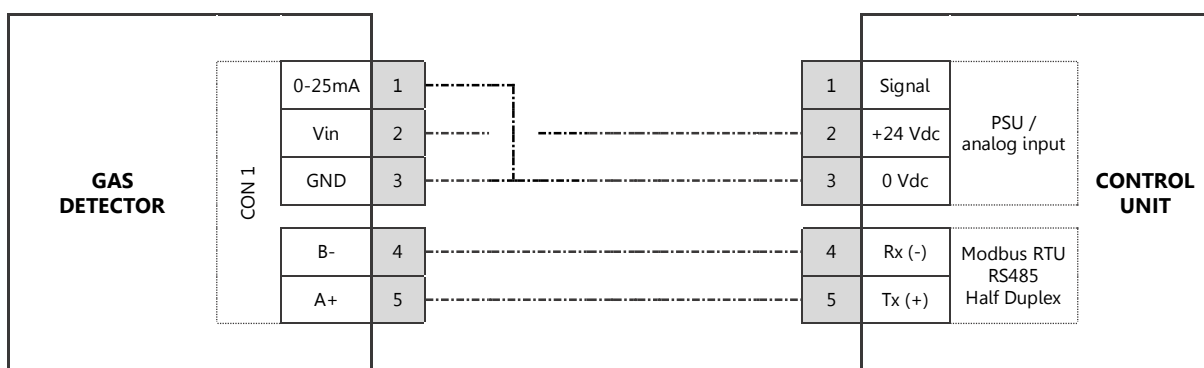 GAS
DETECTOR
CON 1
0-25mA 1
Vin 2
GND 3
B- 4
A+ 5
1 Signal
2 +24 Vdc
3 0 Vdc
PSU /
analog input
4 Rx (-)
5 Tx (+)
Modbus RTU
RS485
Half Duplex
CONTROL
UNIT